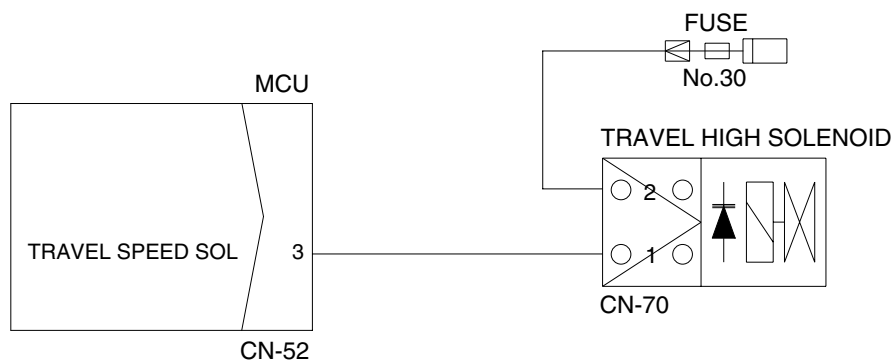 FUSE
No.30
MCU
TRAVEL HIGH SOLENOID
2
TRAVEL SPEED SOL 3
1
CN-70
CN-52